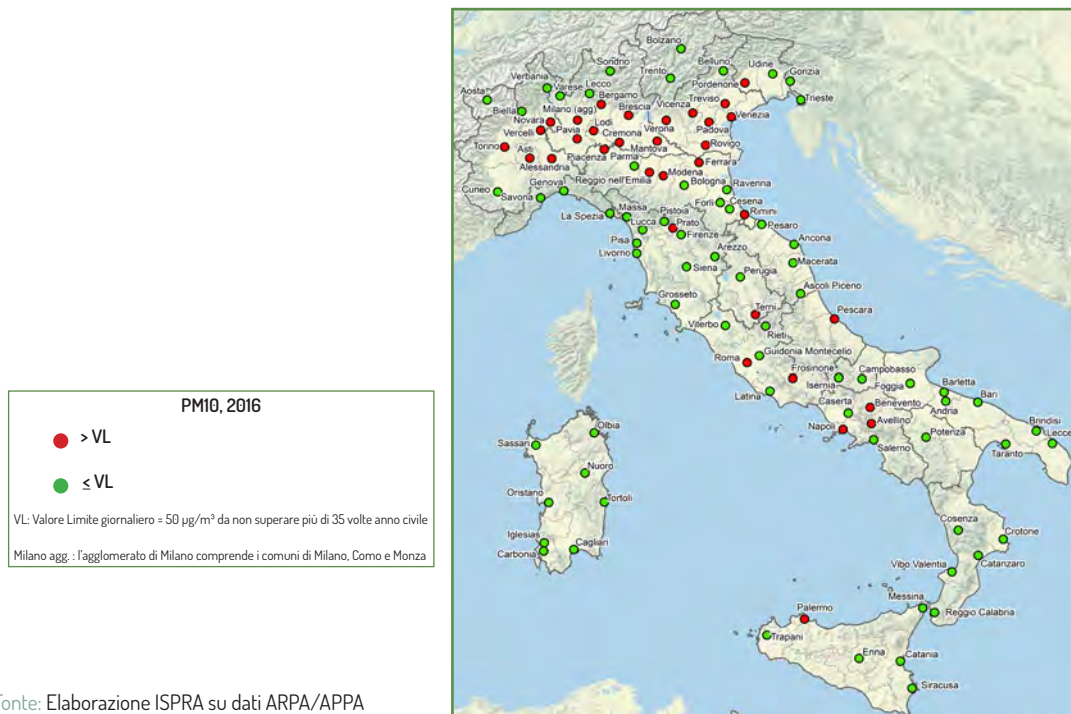 Bolzano
Sondrio
Belluno
Udine
Trento
Gorizia
Verbania
Pordenone
Lecco
Varese
Aosta
Bergamo
Treviso
Trieste
Vicenza
Brescia
Milano (agg)
Biella
Venezia
Novara
Lodi
Padova
Vercelli
Pavia
Cremona
Verona
Torino
Rovigo
Asti
Mantova
Piacenza
Parma
Ferrara
Alessandria
Modena
Reggio nell'Emilia
Genova
Bologna
Ravenna
Cuneo
Savona
Cesena
Forlì
Massa
Pistoia
Rimini
La Spezia
Lucca
Prato
Pesaro
Firenze
Pisa
Ancona
Arezzo
Livorno
Macerata
Siena
Perugia
Ascoli Piceno
Grosseto
Terni
Pescara
Viterbo
Rieti
Guidonia Montecelio
Roma
Frosinone
Campobasso
Isernia
Foggia
Barletta
Latina
Bari
Caserta
Benevento
Andria
Brindisi
Avellino
Napoli
Potenza
Lecce
Salerno
Taranto
PM10, 2016
> VL
≤ VL
VL: Valore Limite giornaliero = 50 µg/m³ da non superare più di 35 volte anno civile
Milano agg. : l'agglomerato di Milano comprende i comuni di Milano, Como e Monza
Olbia
Sassari
Nuoro
Oristano
Tortolì
Iglesias
Cagliari
Carbonia
Cosenza
Crotone
Catanzaro
Vibo Valentia
Messina
Palermo
Reggio Calabria
Trapani
Enna
Catania
Siracusa
Fonte: Elaborazione ISPRA su dati ARPA/APPA